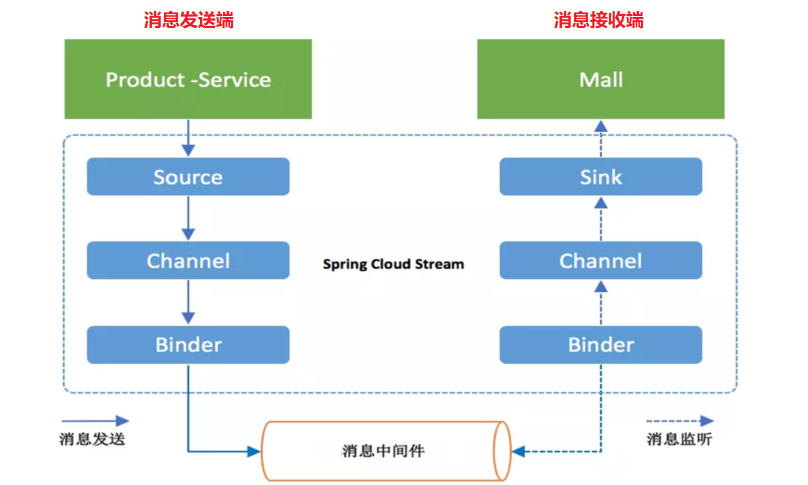 消息发送端
消息接收端
Product -Service
Mall
Source
Sink
Channel
Spring Cloud Stream
Channel
Binder
Binder
消息发送
消息中间件
消息监听